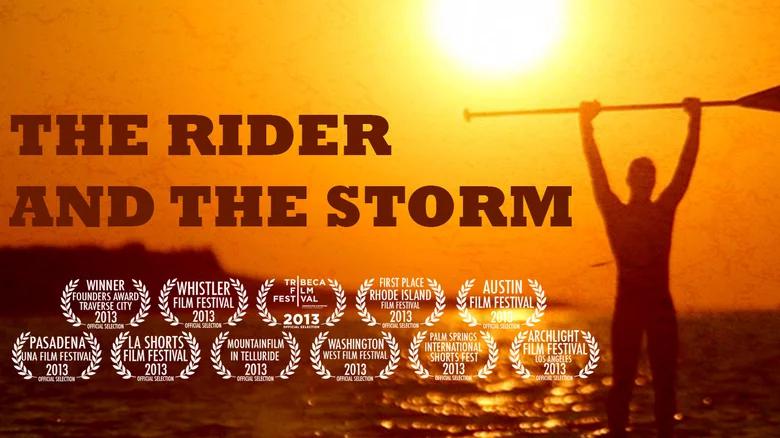 THE RIDER
AND THE STORM
WINNER
FOUNDERS AWARD
TRAVERSE CITY
2013
OFFICIAL SELECTION
WHISTLER
FILM FESTIVAL
2013
OFFICIAL SELECTION
TRIBECA
FILM
FESTIVAL
2013
OFFICIAL SELECTION
FIRST PLACE
RHODE ISLAND
FILM FESTIVAL
2013
OFFICIAL SELECTION
AUSTIN
FILM FESTIVAL
2013
OFFICIAL SELECTION
PASADENA
UNA FILM FESTIVAL
2013
OFFICIAL SELECTION
LA SHORTS
FILM FESTIVAL
2013
OFFICIAL SELECTION
MOUNTAINFILM
IN TELLURIDE
2013
OFFICIAL SELECTION
WASHINGTON
WEST FILM FESTIVAL
2013
OFFICIAL SELECTION
PALM SPRINGS
INTERNATIONAL
SHORTS FEST
2013
OFFICIAL SELECTION
ARCHLIGHT
FILM FESTIVAL
LOS ANGELES
2013
OFFICIAL SELECTION